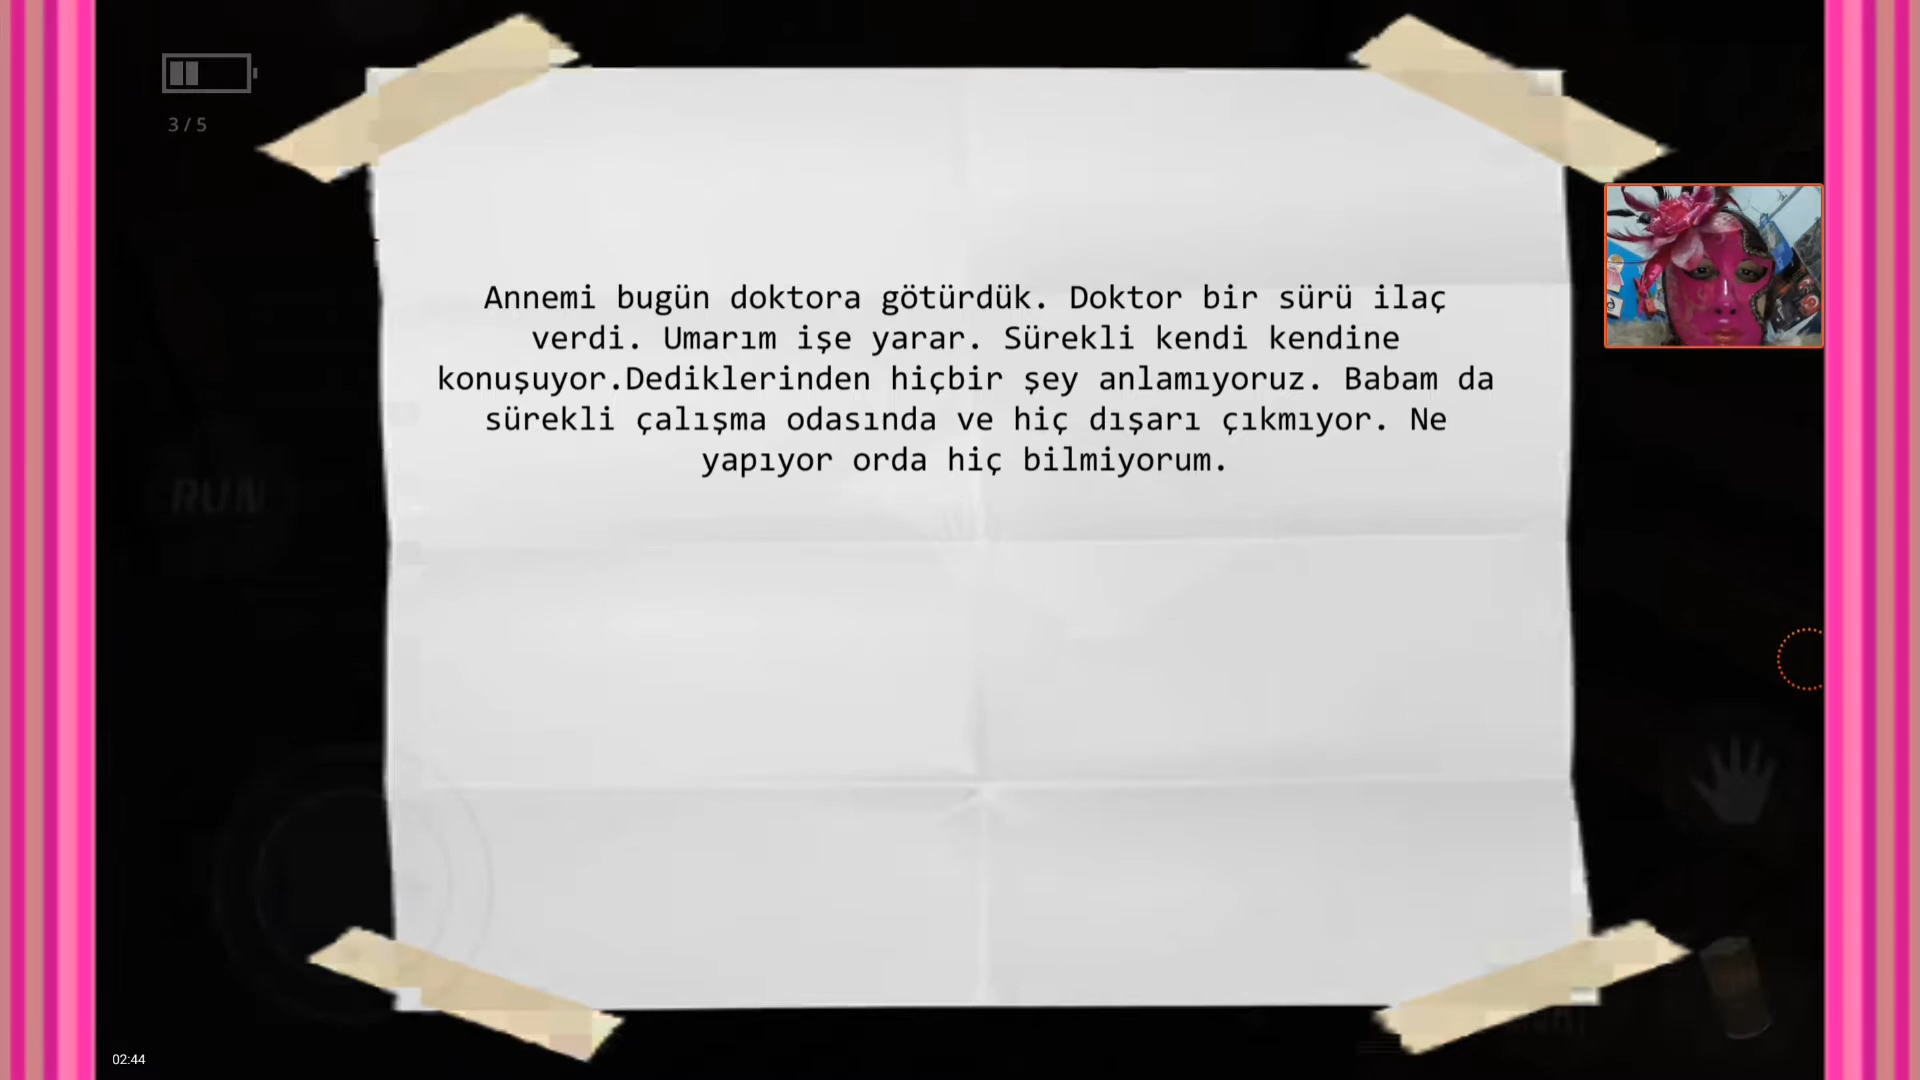 3/5
Annemi bugün doktora götürdük. Doktor bir sürü ilaç
verdi. Umarım işe yarar. Sürekli kendi kendine
konuşuyor.Dediklerinden hiçbir şey anlamıyoruz. Babam da
sürekli çalışma odasında ve hiç dışarı çıkmıyor. Ne
yapıyor orda hiç bilmiyorum.
RUN
02:44